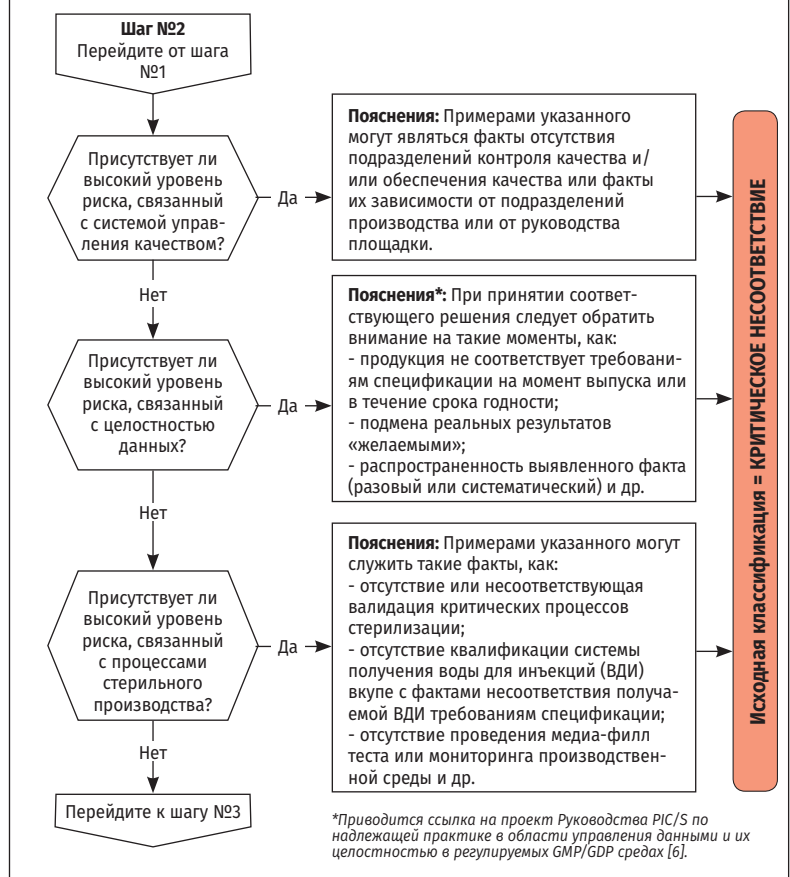 Шаг №2
Перейдите от шага
№1
Присутствует ли
высокий уровень
риска, связанный
с системой управ-
ления качеством?
Да
Пояснения: Примерами указанного
могут являться факты отсутствия
подразделений контроля качества и/
или обеспечения качества или факты
их зависимости от подразделений
производства или от руководства
площадки.
Нет
Присутствует ли
высокий уровень
риска, связанный
с целостностью
данных?
Да
Пояснения*: При принятии соответ-
ствующего решения следует обратить
внимание на такие моменты, как:
- продукция не соответствует требовани-
ям спецификации на момент выпуска или
в течение срока годности;
- подмена реальных результатов
«желаемыми»;
- распространенность выявленного факта
(разовый или систематический) и др.
Нет
Присутствует ли
высокий уровень
риска, связанный
с процессами
стерильного
производства?
Да
Пояснения: Примерами указанного могут
служить такие факты, как:
- отсутствие или несоответствующая
валидация критических процессов
стерилизации;
- отсутствие квалификации системы
получения воды для инъекций (ВДИ)
вкупе с фактами несоответствия получа-
емой ВДИ требованиям спецификации;
- отсутствие проведения медиа-филл
теста или мониторинга производствен-
ной среды и др.
Нет
Перейдите к шагу №3
Исходная классификация = КРИТИЧЕСКОЕ НЕСООТВЕТСТВИЕ
*Приводится ссылка на проект Руководства PIC/S по
надлежащей практике в области управления данными и их
целостностью в регулируемых GMP/GDP средах [6].